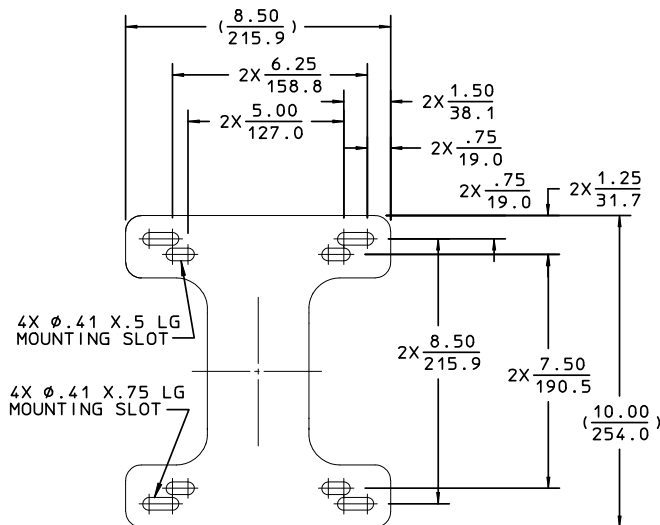 (8.50
215.9)
2X 6.25
158.8
2X 5.00
127.0
2X 1.50
38.1
2X .75
19.0
2X .75
19.0
2X 1.25
31.7
4X Ø.41 X.5 LG
MOUNTING SLOT
2X 8.50
215.9
2X 7.50
190.5
4X Ø.41 X.75 LG
MOUNTING SLOT
(10.00
254.0)